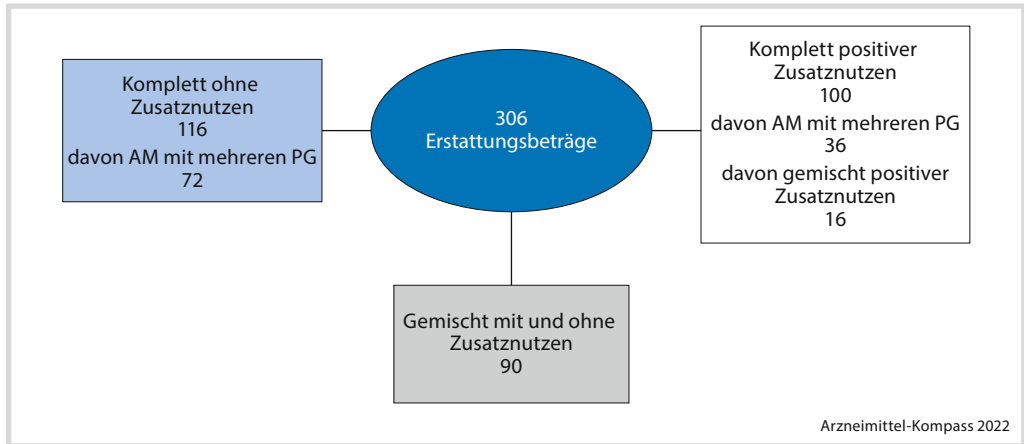 Komplett ohne
Zusatznutzen
116
davon AM mit mehreren PG
72
306
Erstattungsbeträge
Komplett positiver
Zusatznutzen
100
davon AM mit mehreren PG
36
davon gemischt positiver
Zusatznutzen
16
Gemischt mit und ohne
Zusatznutzen
90
Arzneimittel-Kompass 2022